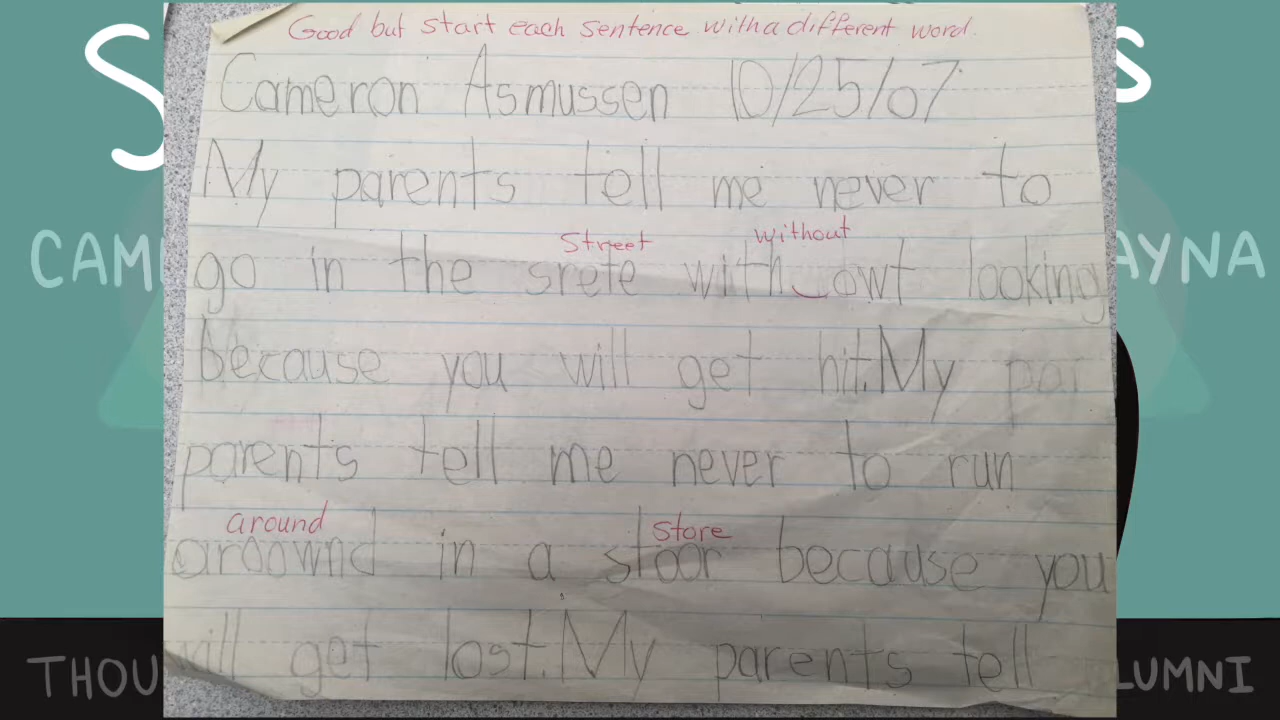 Good but start each sentence with a different word.
Cameron Asmussen 10/25/07
My parents tell me never to
Street without
go in the srete with owt looking
because you will get hit. My par
parents tell me never to run
around store
aroownd in a stoor because you
will get lost. My parents tell
S S
CAM AYNA
THOU LUMNI